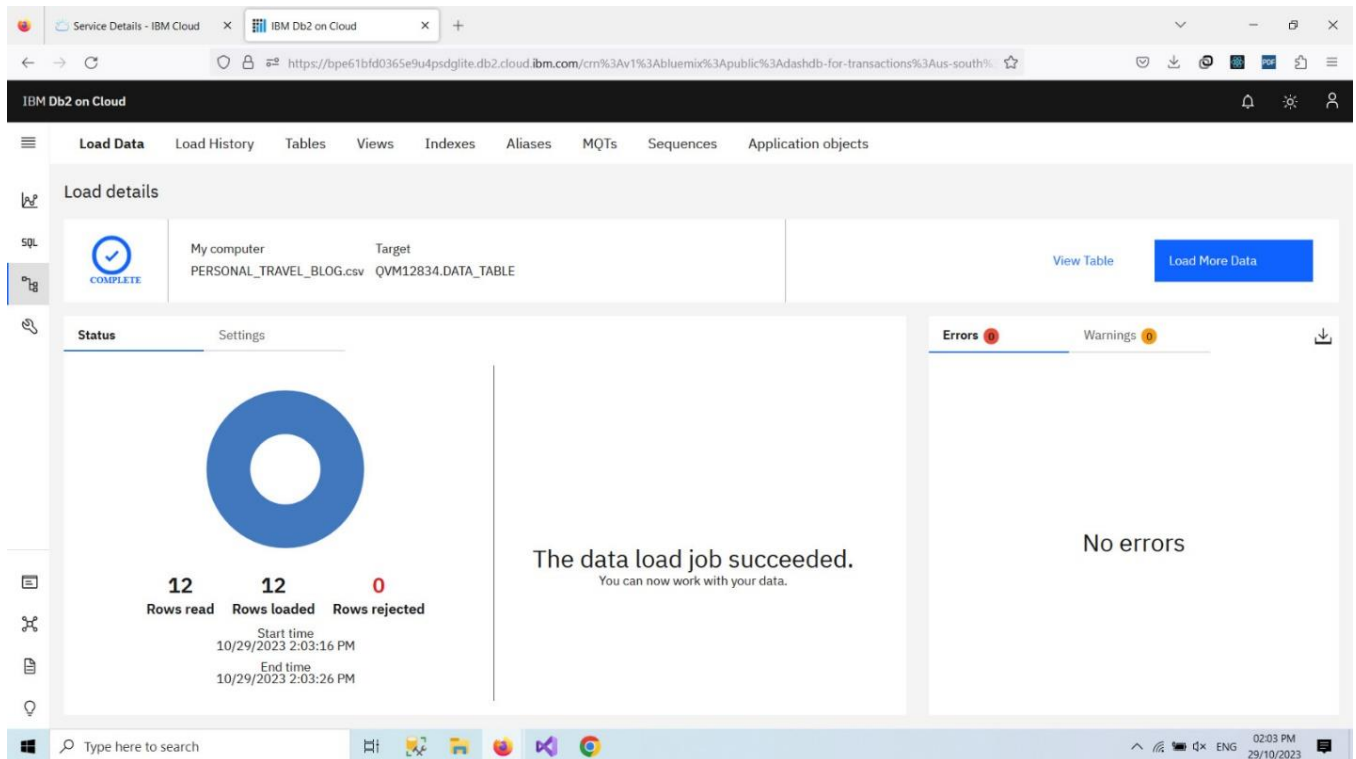 Service Details - IBM Cloud
IBM Db2 on Cloud
https://bpe61bfd0365e9u4psdglite.db2.cloud.ibm.com/crn%3Av1%3Abluemix%3Apublic%3Adashdb-for-transactions%3Aus-south%
PDF
IBM Db2 on Cloud
Load Data Load History Tables Views Indexes Aliases MQTs Sequences Application objects
Load details
SQL
COMPLETE
My computer Target
PERSONAL_TRAVEL_BLOG.csv QVM12834.DATA_TABLE
View Table Load More Data
Status Settings
Errors 0 Warnings 0
12 12 0
Rows read Rows loaded Rows rejected
Start time
10/29/2023 2:03:16 PM
End time
10/29/2023 2:03:26 PM
The data load job succeeded.
You can now work with your data.
No errors
Type here to search
ENG
02:03 PM
29/10/2023